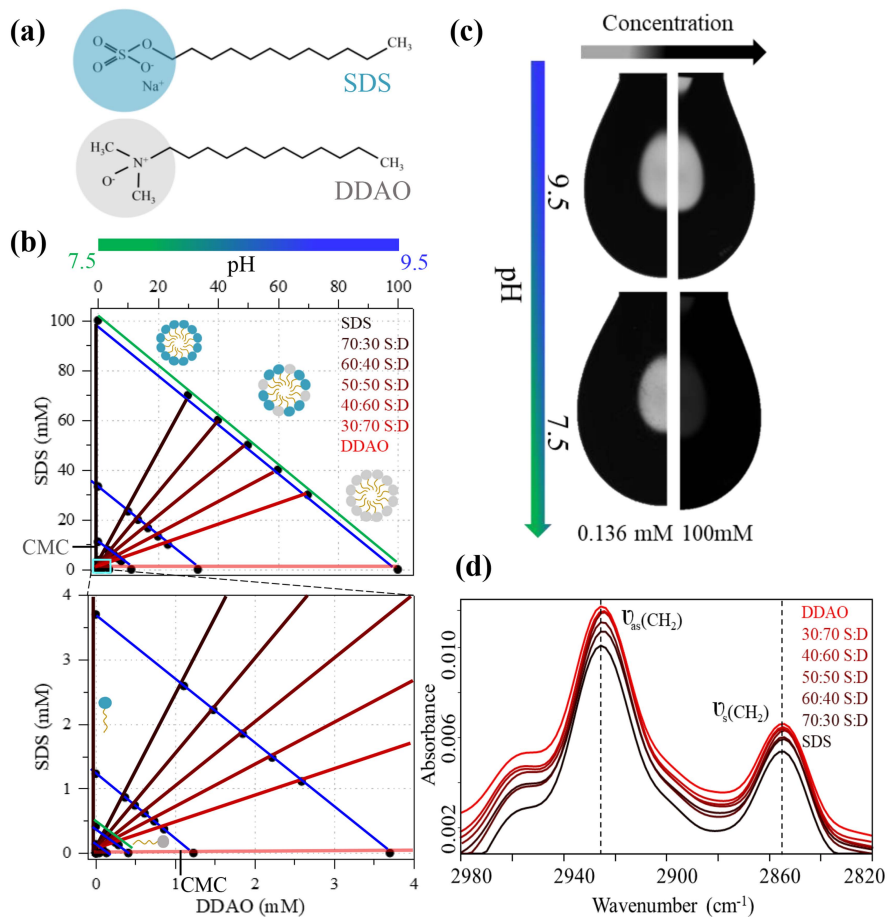 (a)
O
O
S
O
O-
Na+
CH3
SDS
H3C
N+
O-
CH3
CH3
DDAO
(b)
7.5
pH
9.5
0 20 40 60 80 100
SDS (mM)
100
80
60
40
20
0
SDS
70:30 S:D
60:40 S:D
50:50 S:D
40:60 S:D
30:70 S:D
DDAO
CMC
SDS (mM)
4
3
2
1
0
0 1 2 3 4
CMC
DDAO (mM)
(c)
Concentration
pH
9.5
7.5
0.136 mM 100mM
(d)
Absorbance
0.010
0.006
0.002
υas(CH2)
υs(CH2)
DDAO
30:70 S:D
40:60 S:D
50:50 S:D
60:40 S:D
70:30 S:D
SDS
2980 2940 2900 2860 2820
Wavenumber (cm-1)